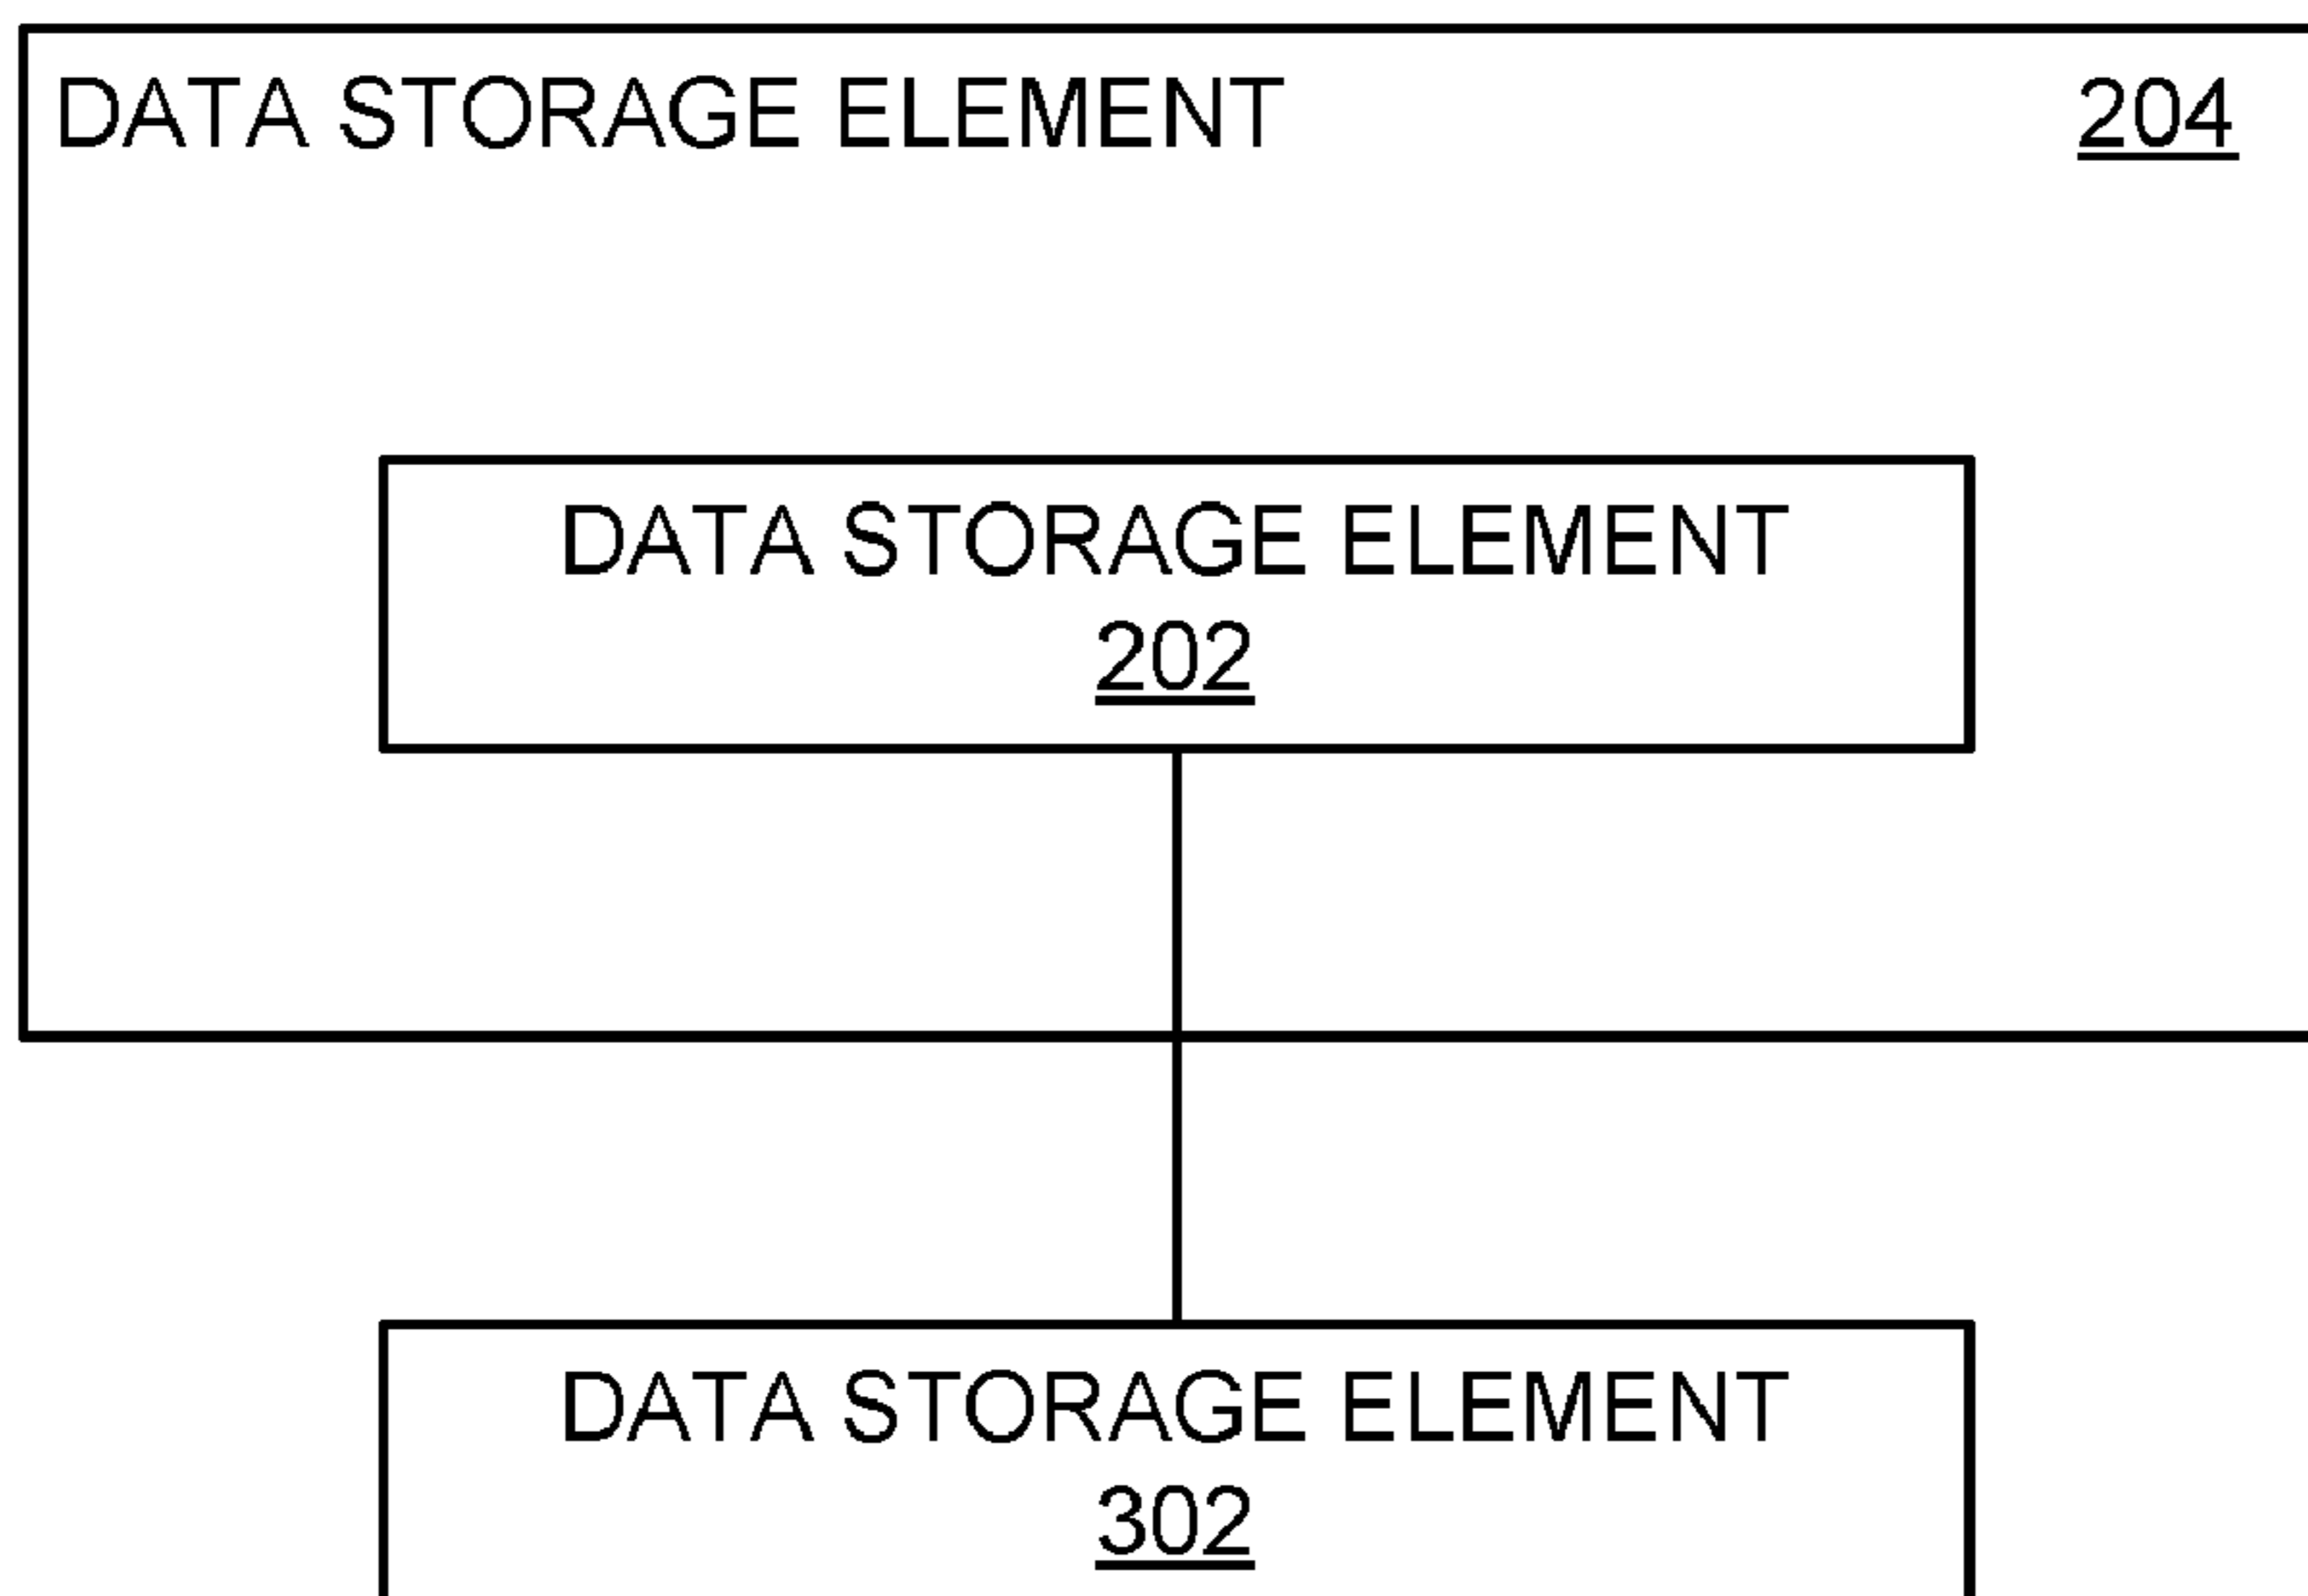 DATA STORAGE ELEMENT 204
DATA STORAGE ELEMENT
202
DATA STORAGE ELEMENT
302